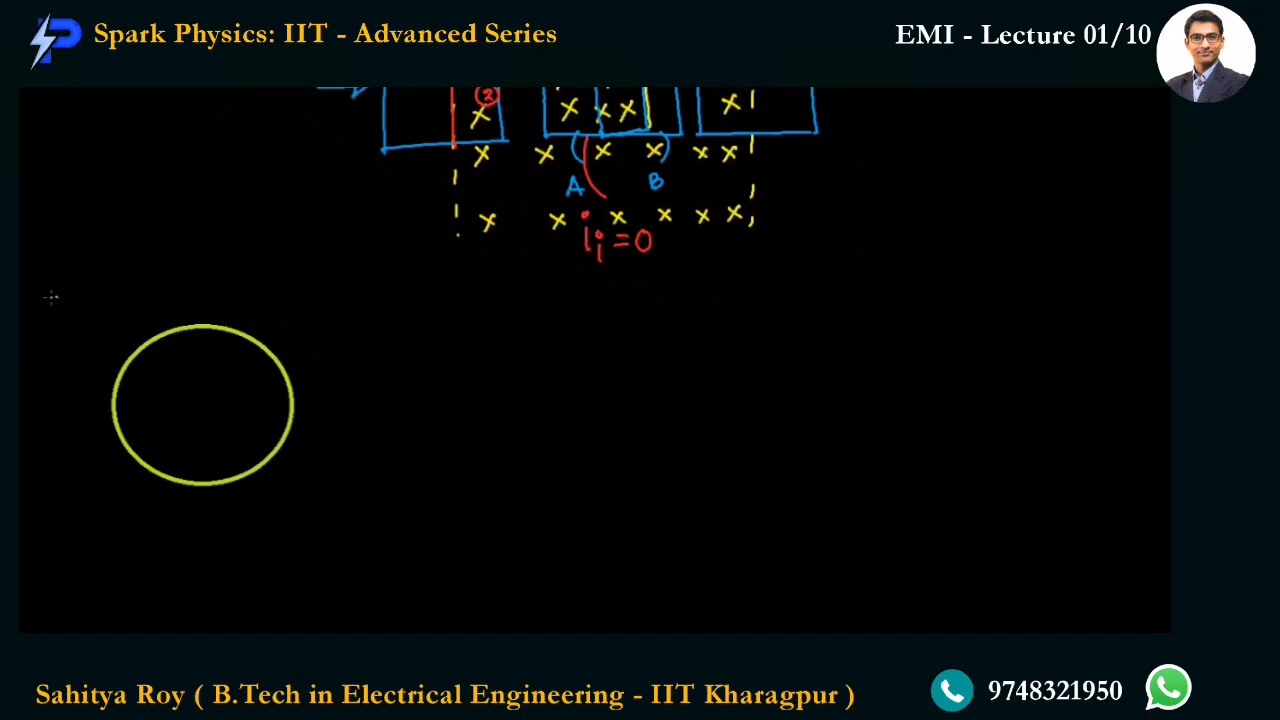 Spark Physics: IIT - Advanced Series
EMI - Lecture 01/10
2
x
x x x x
x x x x x x
A B
x x x x x x
i = 0
Sahitya Roy ( B.Tech in Electrical Engineering - IIT Kharagpur )
9748321950